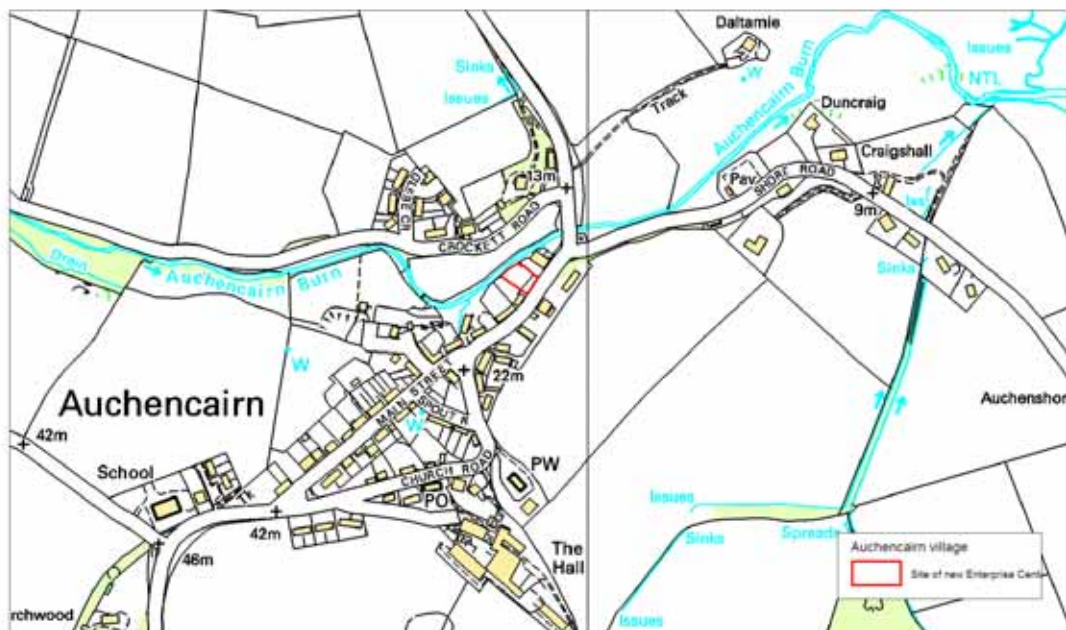 Daltamie
Sinks
Issues
W
Issues
NTL
Track
Auchencairn Burn
Duncraig
Craigshall
GLEBE CR
13m
Pav
SHORE ROAD
CROCKETT ROAD
9m
Drain
Auchencairn Burn
Sinks
W
MAIN STREET
22m
Auchencairn
W
Auchenshor
42m
School
CHURCH ROAD
PW
PO
Issues
42m
Sinks
Spreads
46m
The
Hall
rchwood
Issues
Auchencairn village
Site of new Enterprise Cent